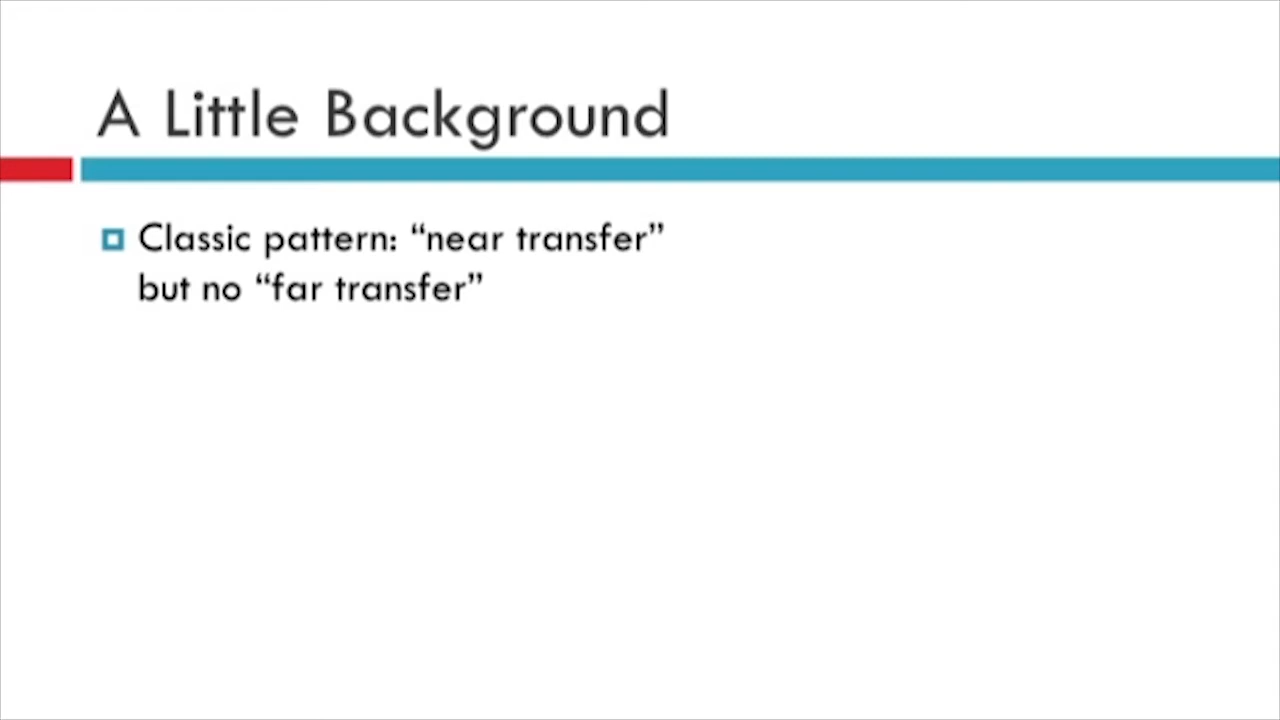 A Little Background
Classic pattern: “near transfer”
but no “far transfer”